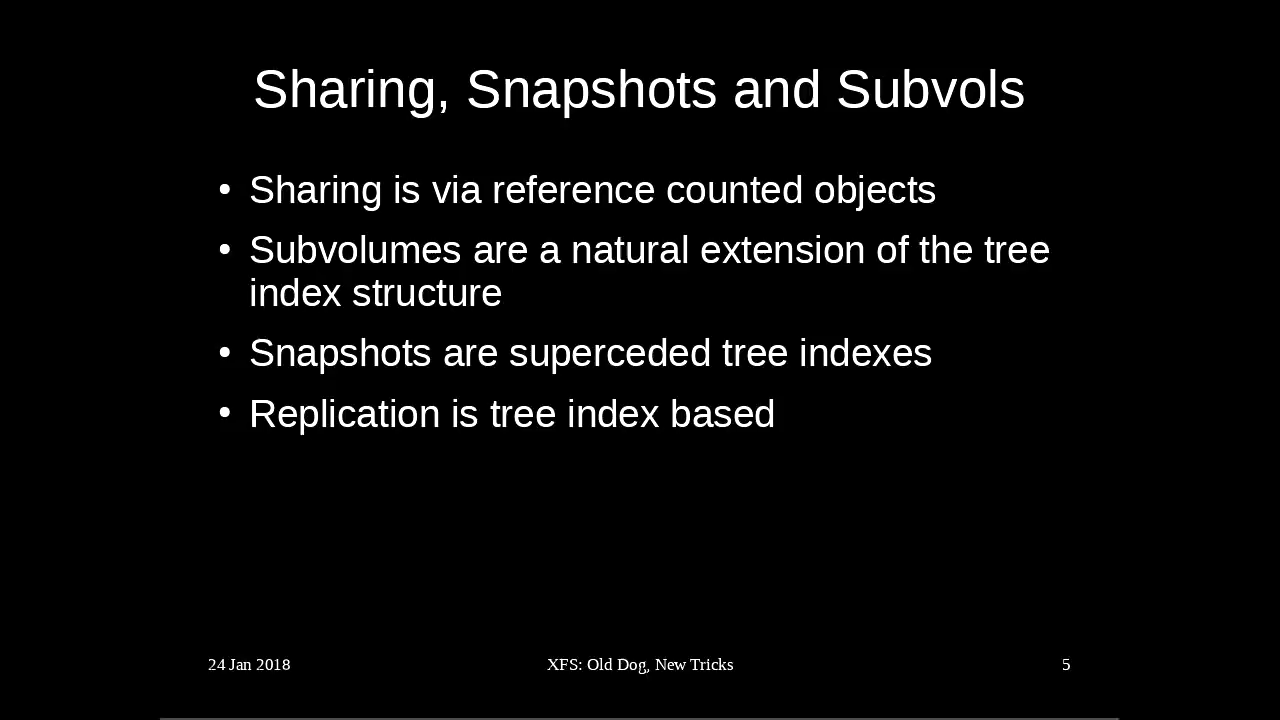 Sharing, Snapshots and Subvols
• Sharing is via reference counted objects
• Subvolumes are a natural extension of the tree
index structure
• Snapshots are superceded tree indexes
• Replication is tree index based
24 Jan 2018
XFS: Old Dog, New Tricks
5